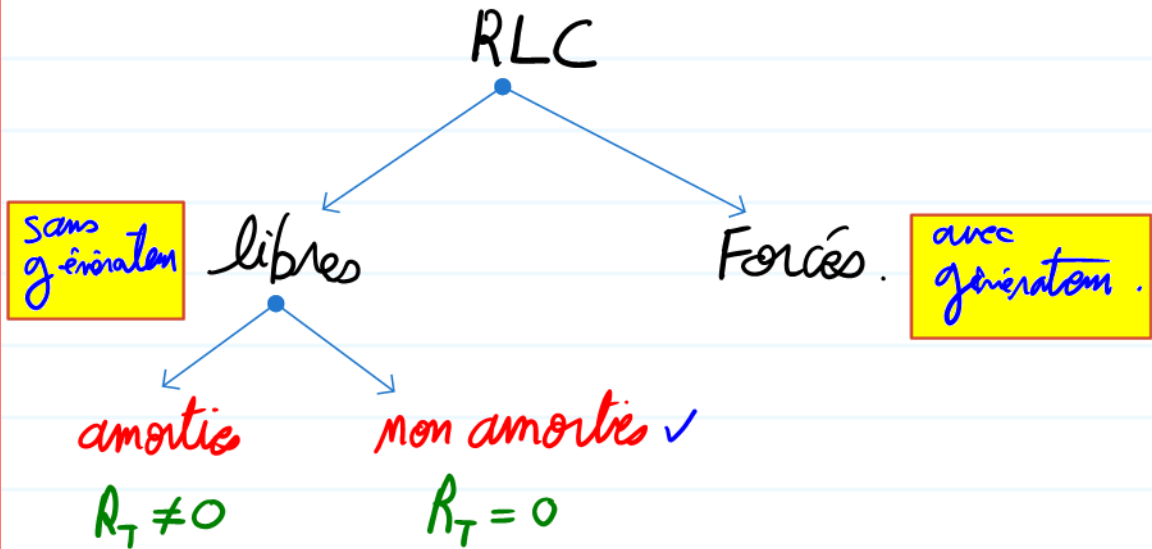 RLC
sans
générateur
libres
Forcés.
avec
générateur.
amorties
non amorties ✓
R_T ≠ 0
R_T = 0